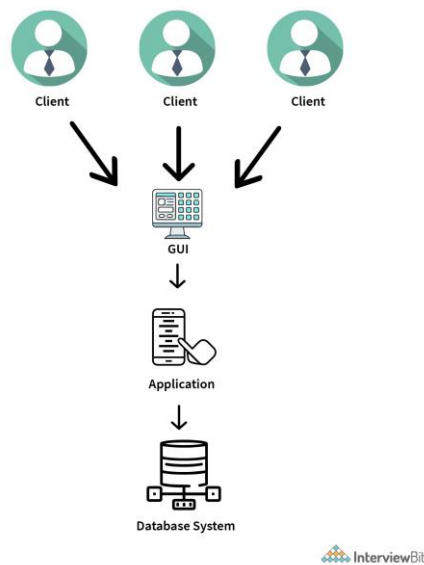 Client
Client
Client
GUI
Application
Database System
InterviewBit